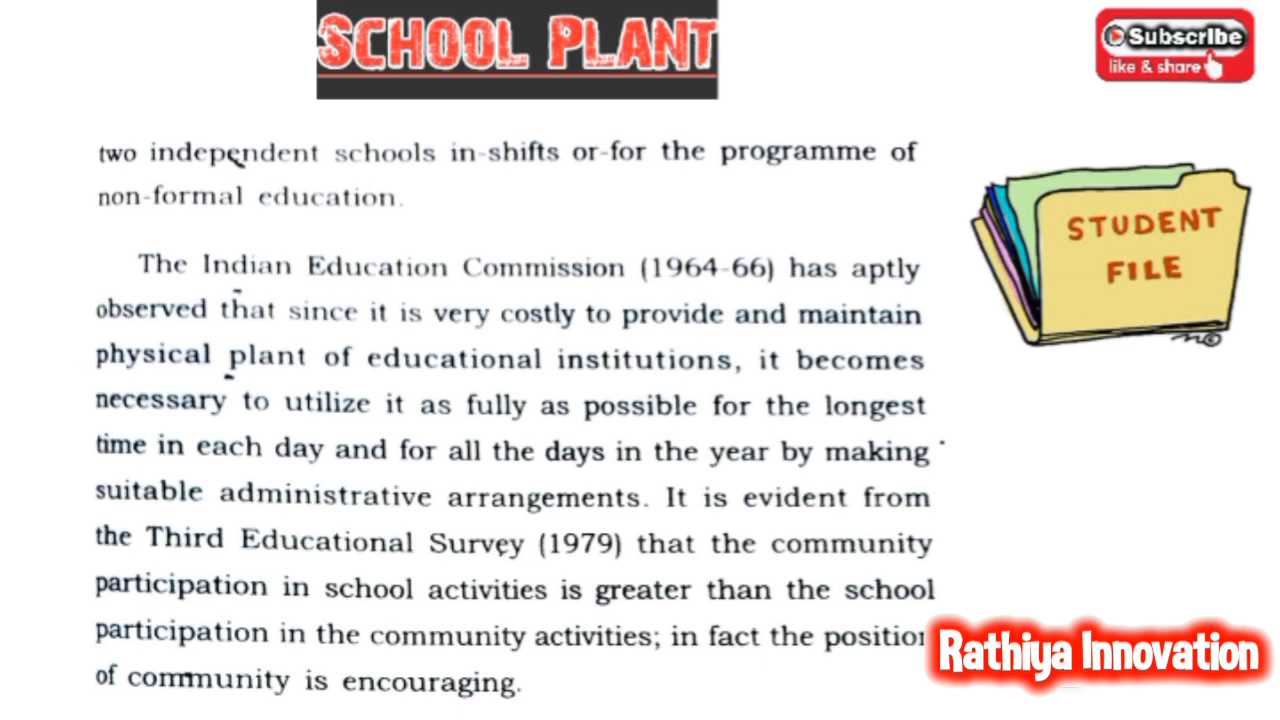 SCHOOL PLANT
Subscribe
like & share
two independent schools in-shifts or-for the programme of
non-formal education.
STUDENT
FILE
The Indian Education Commission (1964-66) has aptly
observed that since it is very costly to provide and maintain
physical plant of educational institutions, it becomes
necessary to utilize it as fully as possible for the longest
time in each day and for all the days in the year by making
suitable administrative arrangements. It is evident from
the Third Educational Survey (1979) that the community
participation in school activities is greater than the school
participation in the community activities; in fact the position
of community is encouraging.
Rathiya Innovation